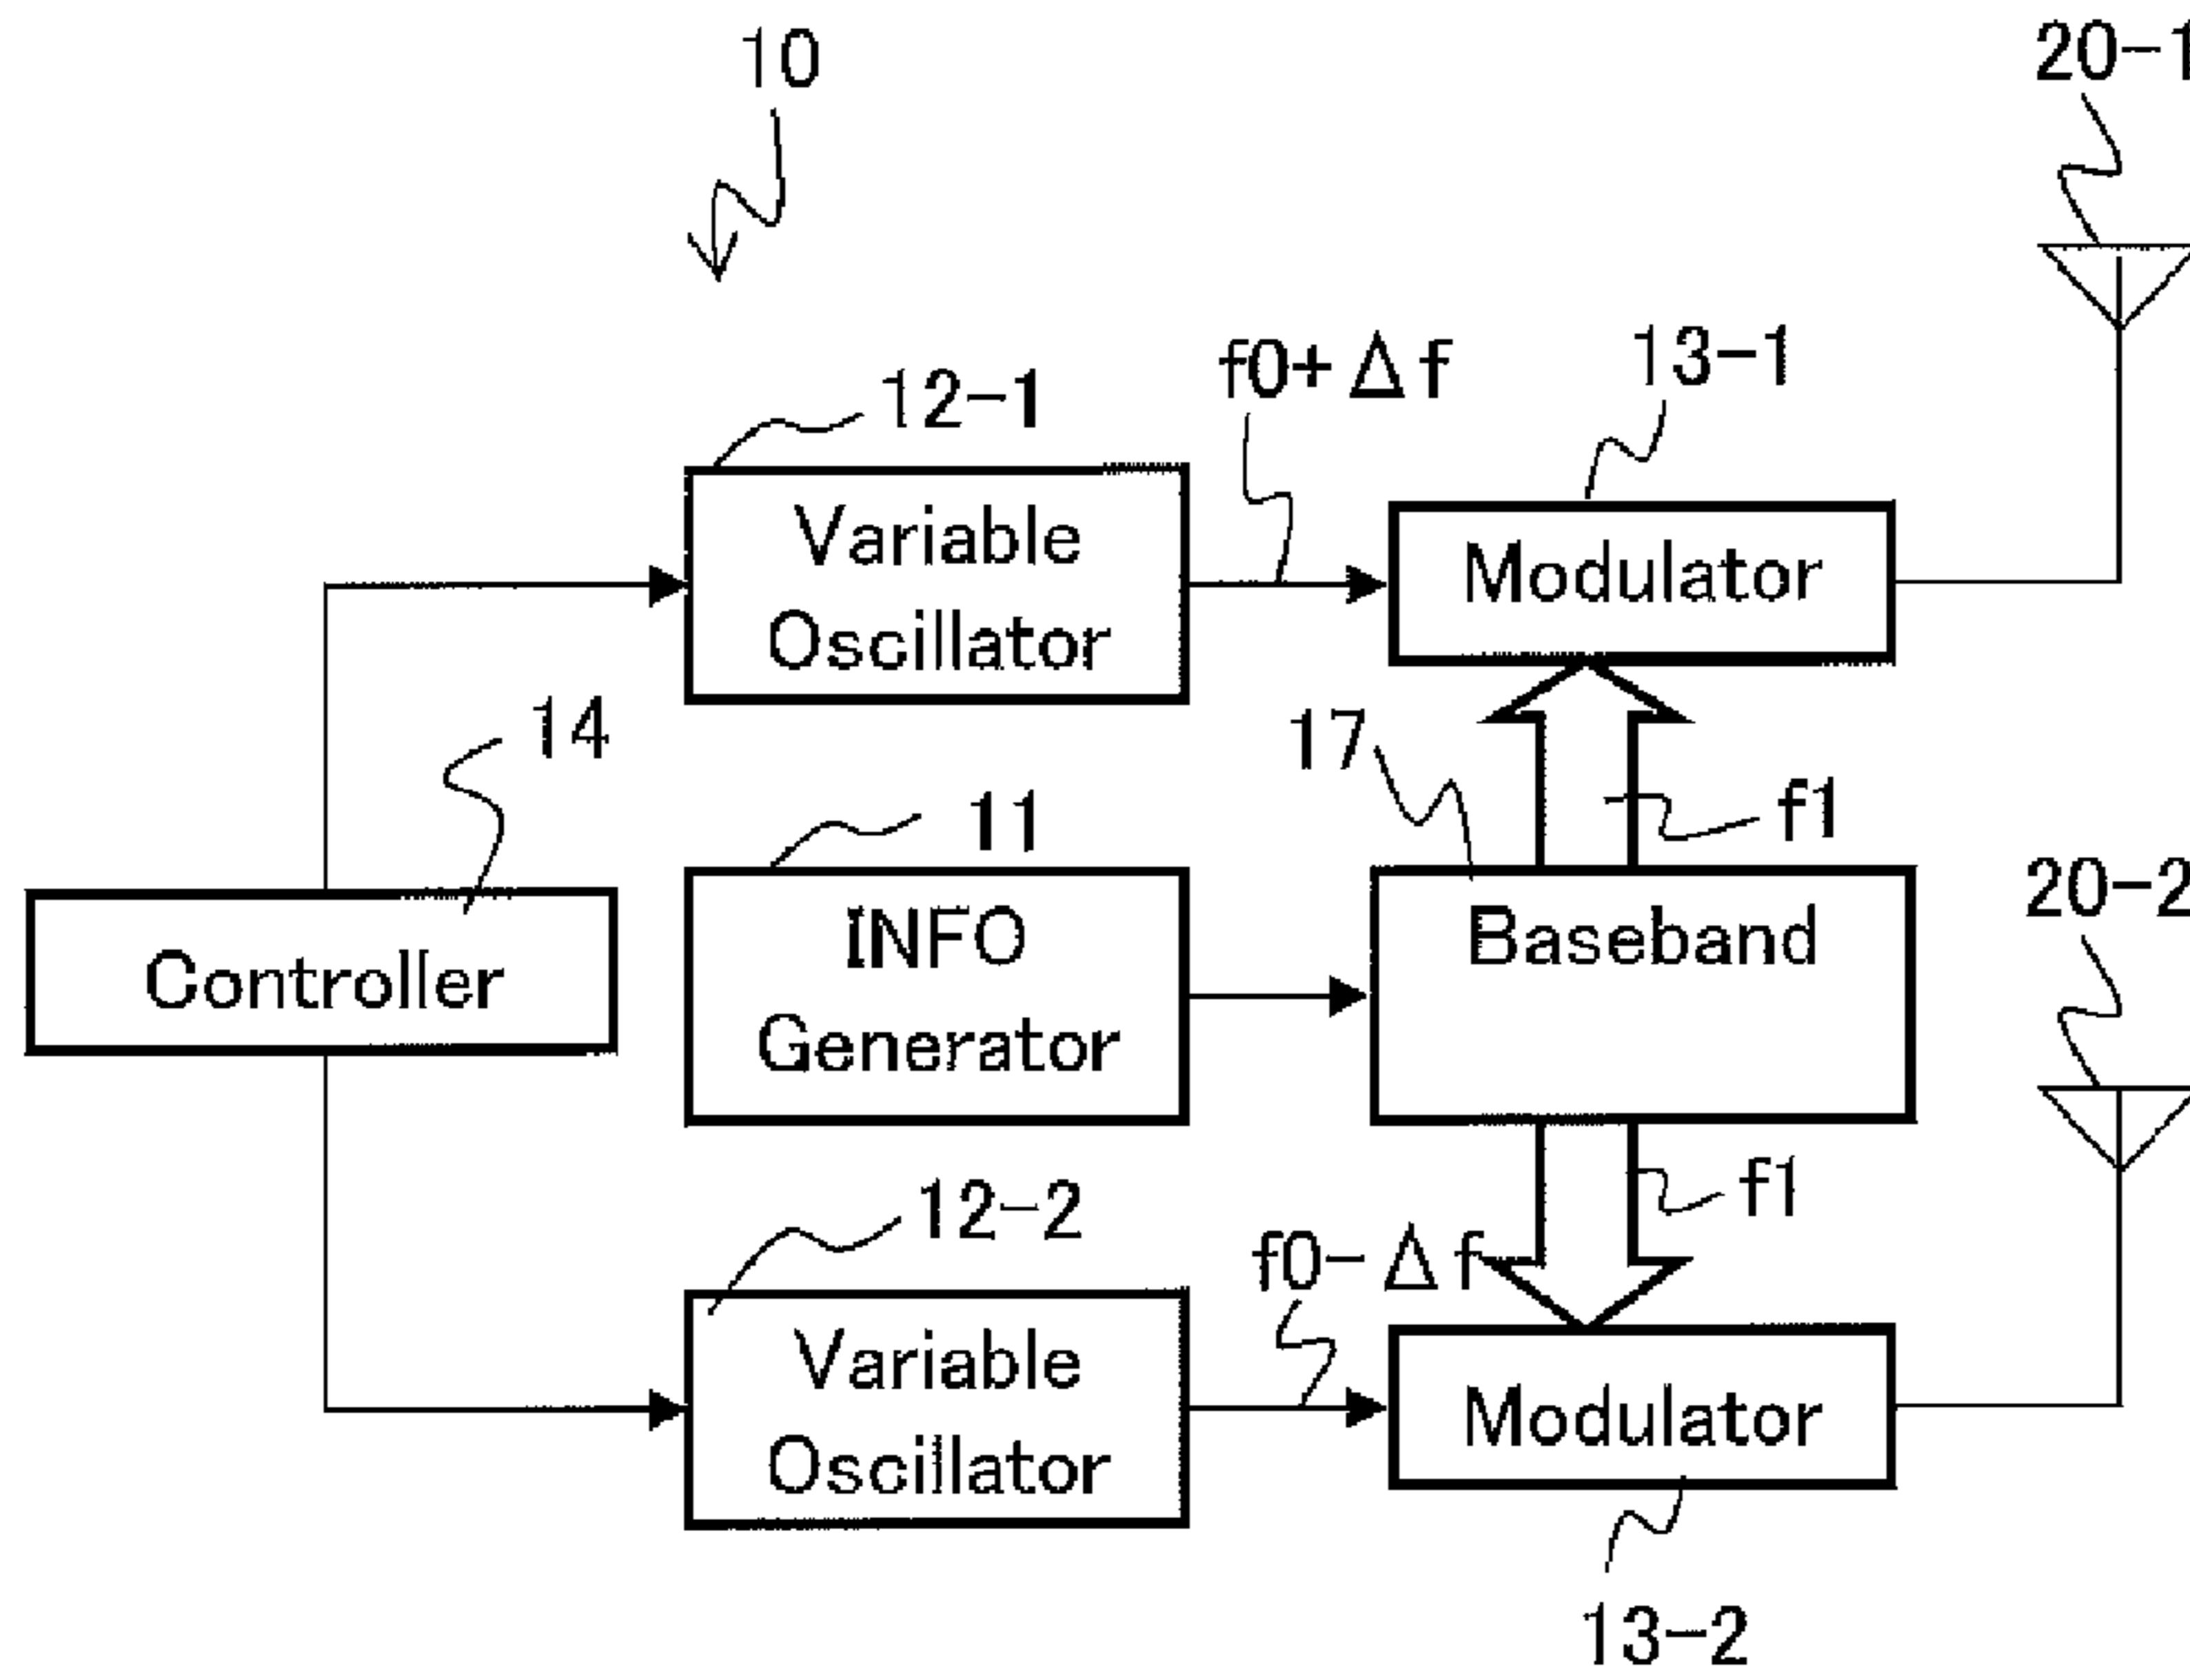 10
20-1
12-1
f0+Δf
13-1
Variable
Oscillator
Modulator
14
17
f1
11
Controller
INFO
Generator
Baseband
20-2
12-2
f0-Δf
f1
Variable
Oscillator
Modulator
13-2